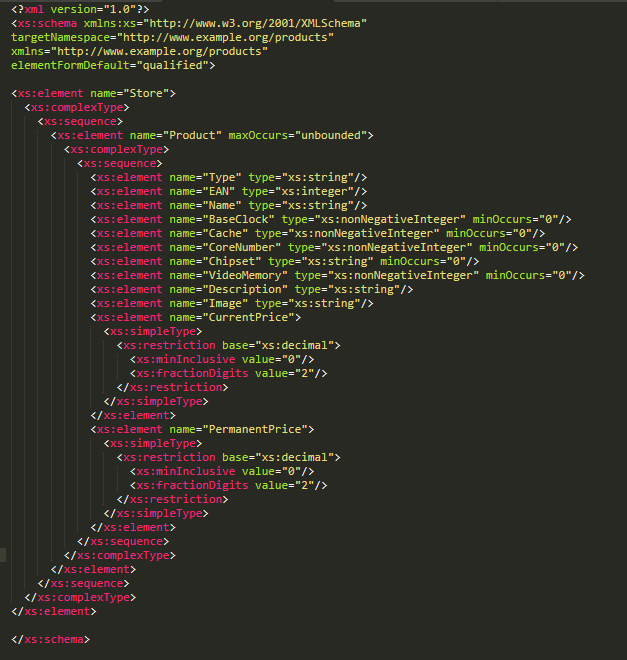 <?xml version="1.0"?>
<xs:schema xmlns:xs="http://www.w3.org/2001/XMLSchema"
targetNamespace="http://www.example.org/products"
xmlns="http://www.example.org/products"
elementFormDefault="qualified">

<xs:element name="Store">
  <xs:complexType>
    <xs:sequence>
      <xs:element name="Product" maxOccurs="unbounded">
        <xs:complexType>
          <xs:sequence>
            <xs:element name="Type" type="xs:string"/>
            <xs:element name="EAN" type="xs:integer"/>
            <xs:element name="Name" type="xs:string"/>
            <xs:element name="BaseClock" type="xs:nonNegativeInteger" minOccurs="0"/>
            <xs:element name="Cache" type="xs:nonNegativeInteger" minOccurs="0"/>
            <xs:element name="CoreNumber" type="xs:nonNegativeInteger" minOccurs="0"/>
            <xs:element name="Chipset" type="xs:string" minOccurs="0"/>
            <xs:element name="VideoMemory" type="xs:nonNegativeInteger" minOccurs="0"/>
            <xs:element name="Description" type="xs:string"/>
            <xs:element name="Image" type="xs:string"/>
            <xs:element name="CurrentPrice">
              <xs:simpleType>
                <xs:restriction base="xs:decimal">
                  <xs:minInclusive value="0"/>
                  <xs:fractionDigits value="2"/>
                </xs:restriction>
              </xs:simpleType>
            </xs:element>
            <xs:element name="PermanentPrice">
              <xs:simpleType>
                <xs:restriction base="xs:decimal">
                  <xs:minInclusive value="0"/>
                  <xs:fractionDigits value="2"/>
                </xs:restriction>
              </xs:simpleType>
            </xs:element>
          </xs:sequence>
        </xs:complexType>
      </xs:element>
    </xs:sequence>
  </xs:complexType>
</xs:element>

</xs:schema>